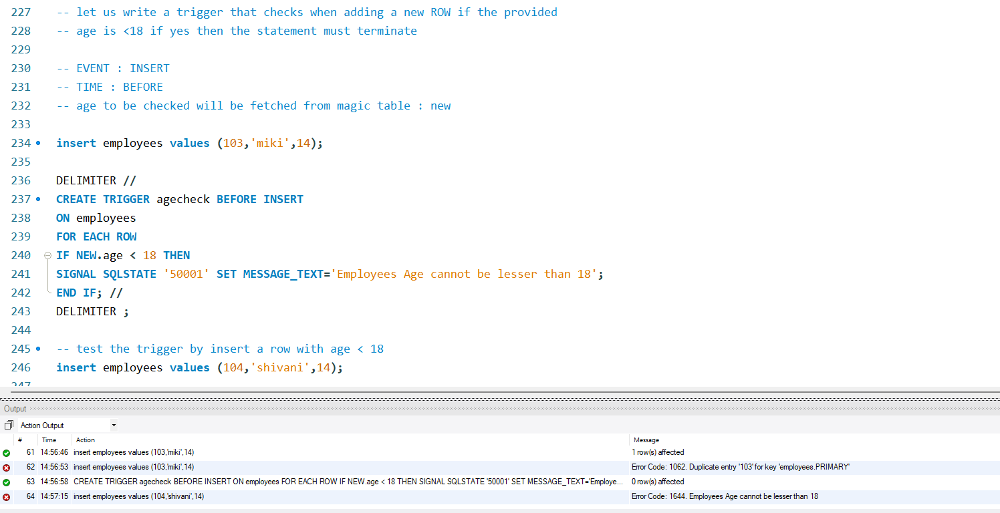 227 -- let us write a trigger that checks when adding a new ROW if the provided
228 -- age is <18 if yes then the statement must terminate
229
230 -- EVENT : INSERT
231 -- TIME : BEFORE
232 -- age to be checked will be fetched from magic table : new
233
234 insert employees values (103,'miki',14);
235
236 DELIMITER //
237 CREATE TRIGGER agecheck BEFORE INSERT
238 ON employees
239 FOR EACH ROW
240 IF NEW.age < 18 THEN
241 SIGNAL SQLSTATE '50001' SET MESSAGE_TEXT='Employees Age cannot be lesser than 18';
242 END IF; //
243 DELIMITER ;
244
245 -- test the trigger by insert a row with age < 18
246 insert employees values (104,'shivani',14);
247
Output
Action Output
# Time Action Message
61 14:56:46 insert employees values (103,'miki',14) 1 row(s) affected
62 14:56:53 insert employees values (103,'miki',14) Error Code: 1062. Duplicate entry '103' for key 'employees.PRIMARY'
63 14:56:58 CREATE TRIGGER agecheck BEFORE INSERT ON employees FOR EACH ROW IF NEW.age < 18 THEN SIGNAL SQLSTATE '50001' SET MESSAGE_TEXT='Employe... 0 row(s) affected
64 14:57:15 insert employees values (104,'shivani',14) Error Code: 1644. Employees Age cannot be lesser than 18